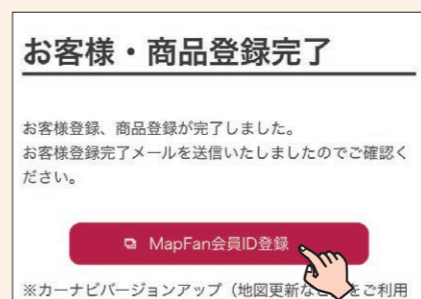 お客様・商品登録完了
お客様登録、商品登録が完了しました。
お客様登録完了メールを送信いたしましたのでご確認く
ださい。
MapFan会員ID登録
※カーナビバージョンアップ（地図更新な をご利用